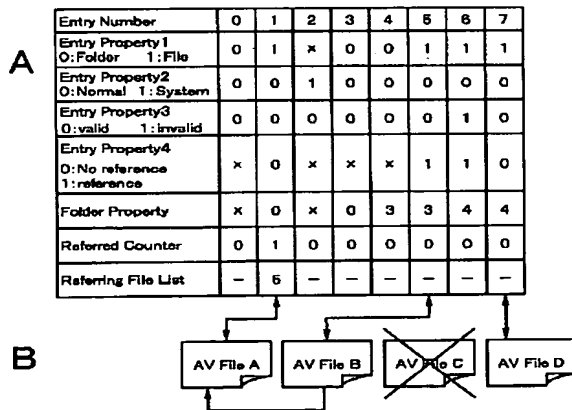 A
Entry Number 0 1 2 3 4 5 6 7
Entry Property1
0:Folder 1:File 0 1 × 0 0 1 1 1
Entry Property2
0:Normal 1:System 0 0 1 0 0 0 0 0
Entry Property3
0:valid 1:invalid 0 0 0 0 0 0 1 0
Entry Property4
0:No reference
1:reference × 0 × × × 1 1 0
Folder Property × 0 × 0 3 3 4 4
Referred Counter 0 1 0 0 0 0 0 0
Referring File List – 5 – – – – – –
B
AV File A AV File B AV File C AV File D